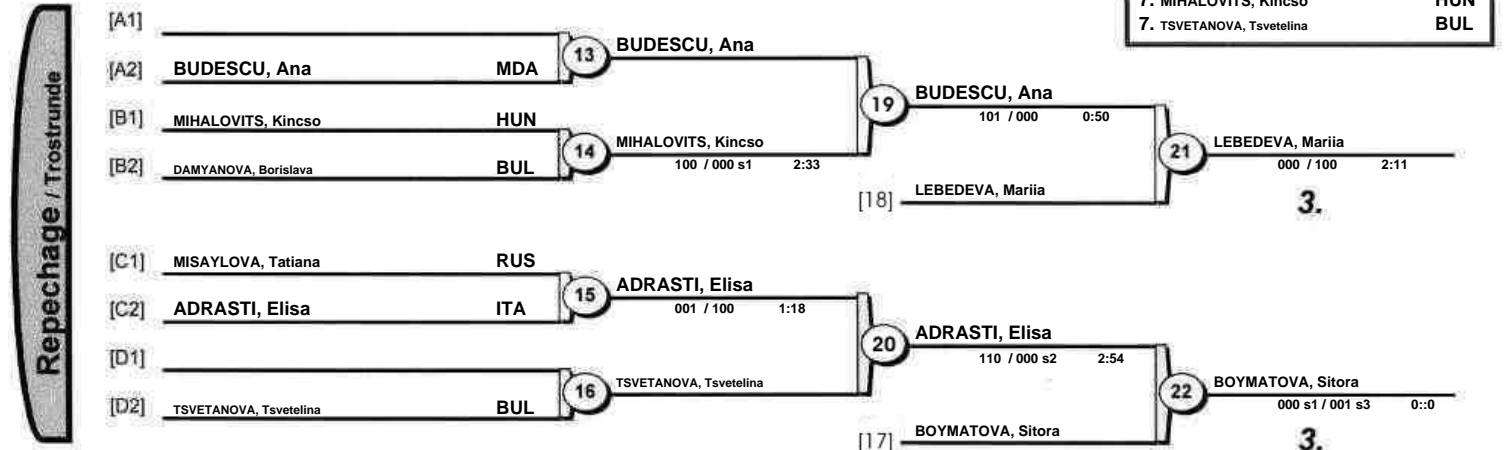 7. MIHALOVITS, Kincso HUN
7. TSVETANOVA, Tsvetelina BUL
Repechage / Trostrunde
[A1]
13 BUDESCU, Ana
[A2] BUDESCU, Ana MDA
19 BUDESCU, Ana
101 / 000 0:50
[B1] MIHALOVITS, Kincso HUN
14 MIHALOVITS, Kincso
100 / 000 s1 2:33
[B2] DAMYANOVA, Borislava BUL
21 LEBEDEVA, Mariia
000 / 100 2:11
[18] LEBEDEVA, Mariia
3.
[C1] MISAYLOVA, Tatiana RUS
15 ADRASTI, Elisa
001 / 100 1:18
[C2] ADRASTI, Elisa ITA
20 ADRASTI, Elisa
110 / 000 s2 2:54
[D1]
16 TSVETANOVA, Tsvetelina
[D2] TSVETANOVA, Tsvetelina BUL
22 BOYMATOVA, Sitora
000 s1 / 001 s3 0::0
[17] BOYMATOVA, Sitora
3.